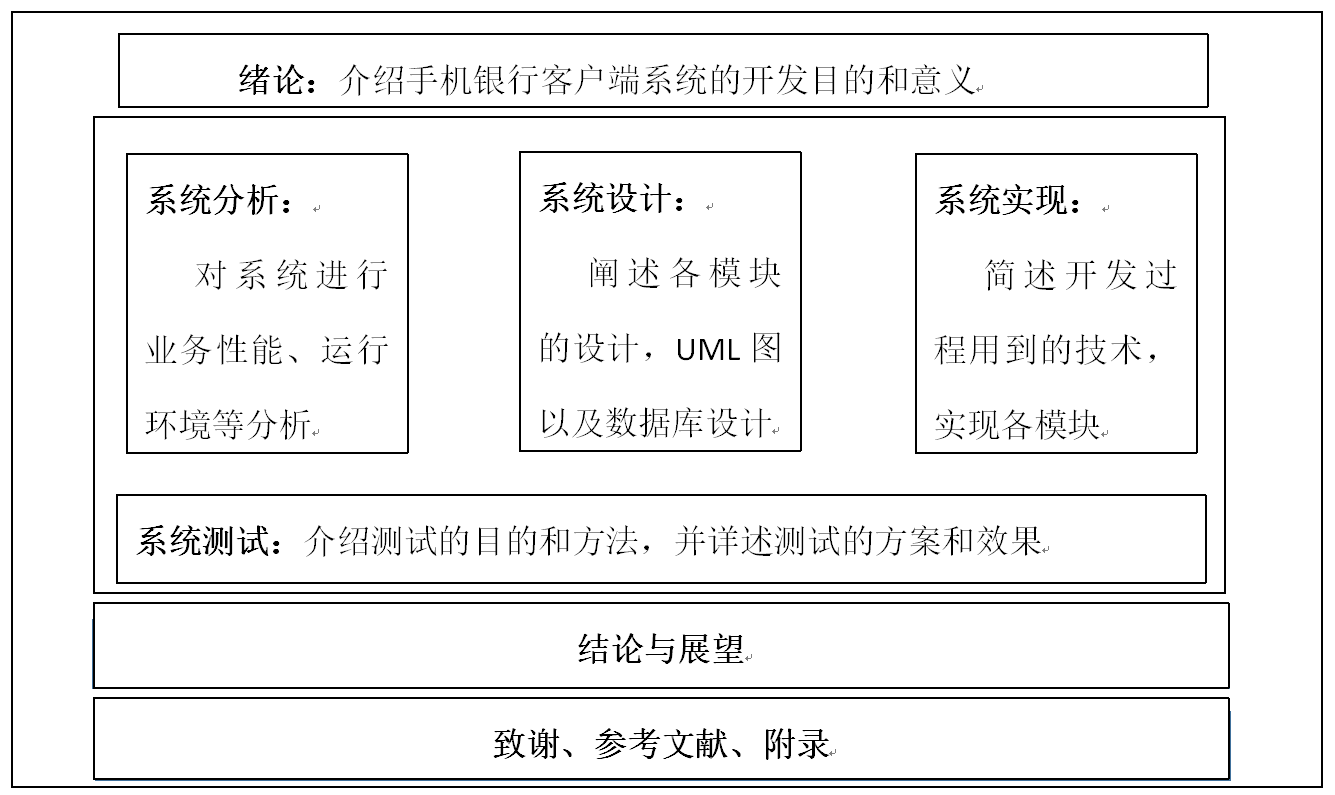 绪论：介绍手机银行客户端系统的开发目的和意义
系统分析：
对系统进行
业务性能、运行
环境等分析
系统设计：
阐述各模块
的设计，UML 图
以及数据库设计
系统实现：
简述开发过
程用到的技术，
实现各模块
系统测试：介绍测试的目的和方法，并详述测试的方案和效果
结论与展望
致谢、参考文献、附录